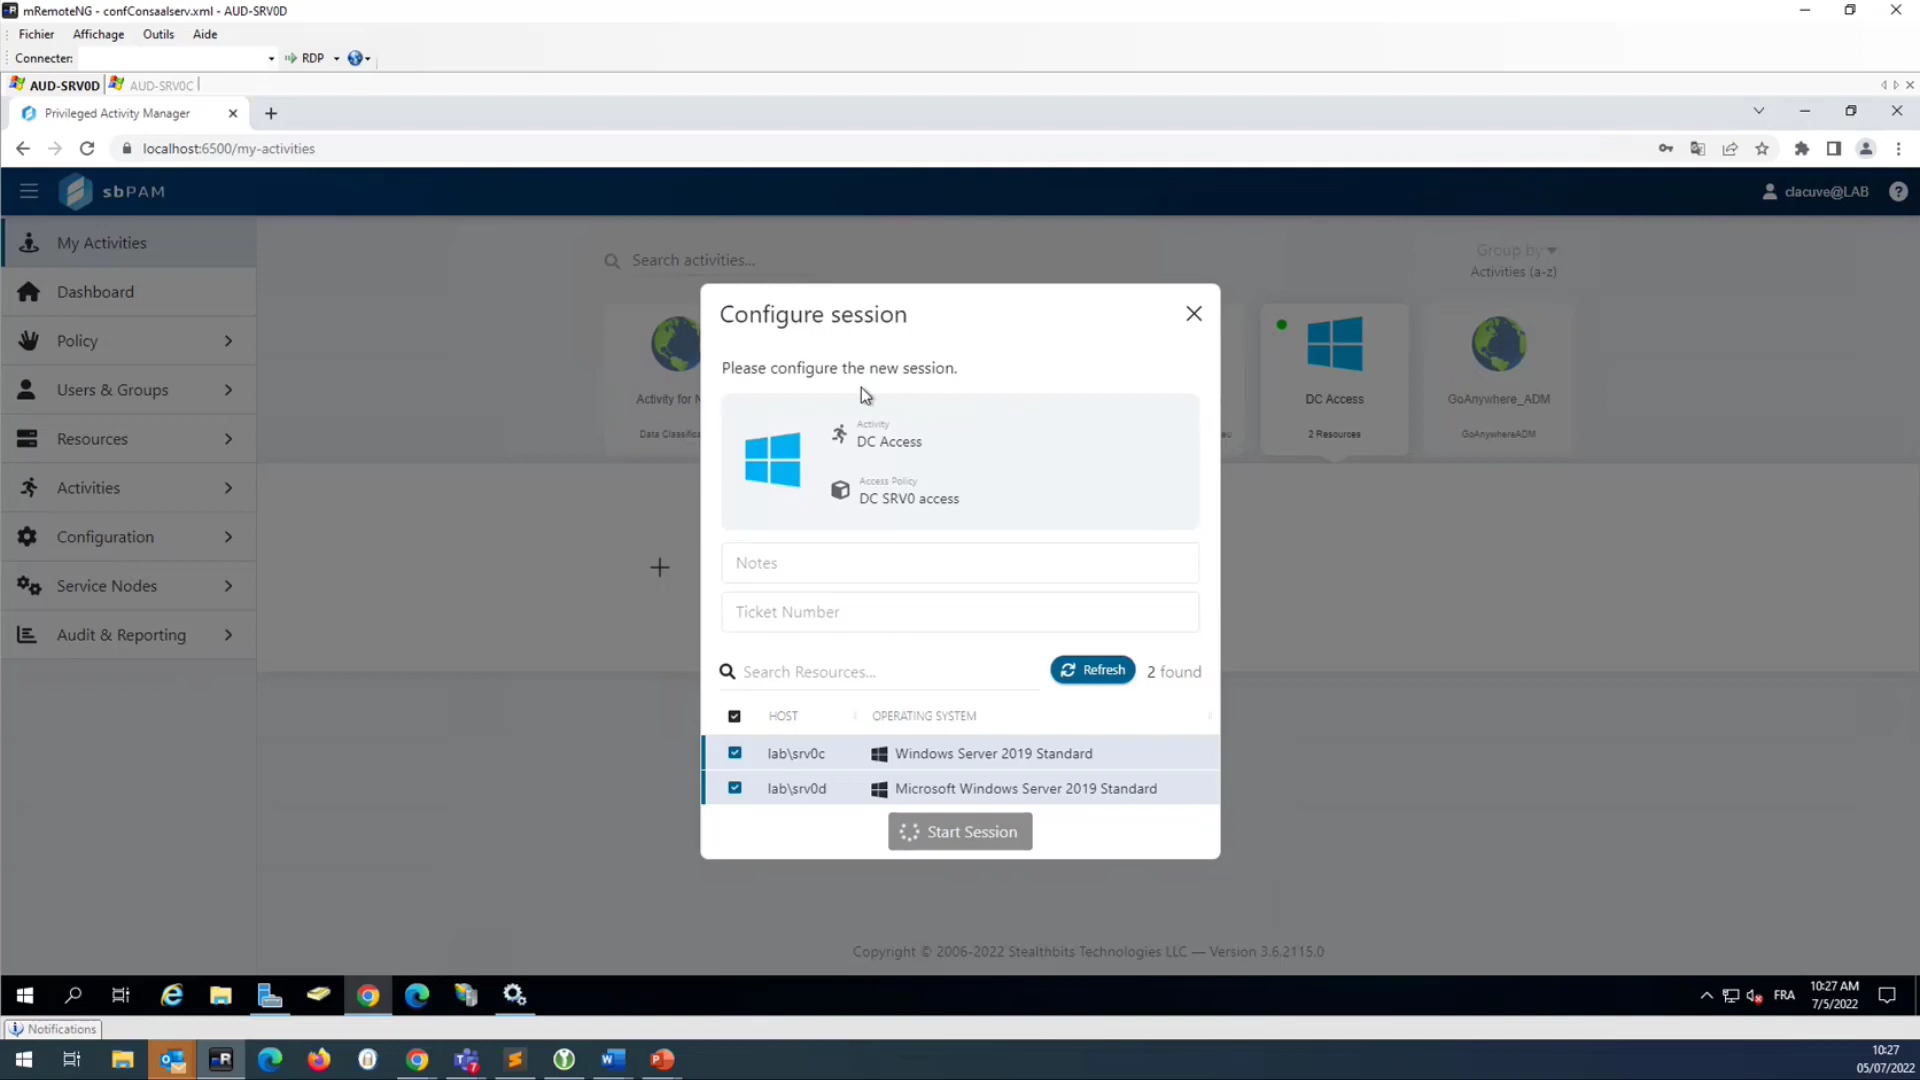 mRemoteNG - confConsaalserv.xml - AUD-SRV0D
Fichier Affichage Outils Aide
Connecter: RDP
AUD-SRV0D AUD-SRV0C
Privileged Activity Manager
localhost:6500/my-activities
sbPAM
clacuve@LAB
My Activities
Dashboard
Policy
Users & Groups
Resources
Activities
Configuration
Service Nodes
Audit & Reporting
Search activities...
Group by
Activities (a-z)
Activity for N
Data Classifica
DC Access
2 Resources
GoAnywhere_ADM
GoAnywhereADM
Configure session
Please configure the new session.
Activity
DC Access
Access Policy
DC SRV0 access
Notes
Ticket Number
Search Resources...
Refresh
2 found
HOST OPERATING SYSTEM
lab\srv0c Windows Server 2019 Standard
lab\srv0d Microsoft Windows Server 2019 Standard
Start Session
Copyright © 2006-2022 Stealthbits Technologies LLC — Version 3.6.2115.0
FRA
10:27 AM
7/5/2022
Notifications
10:27
05/07/2022